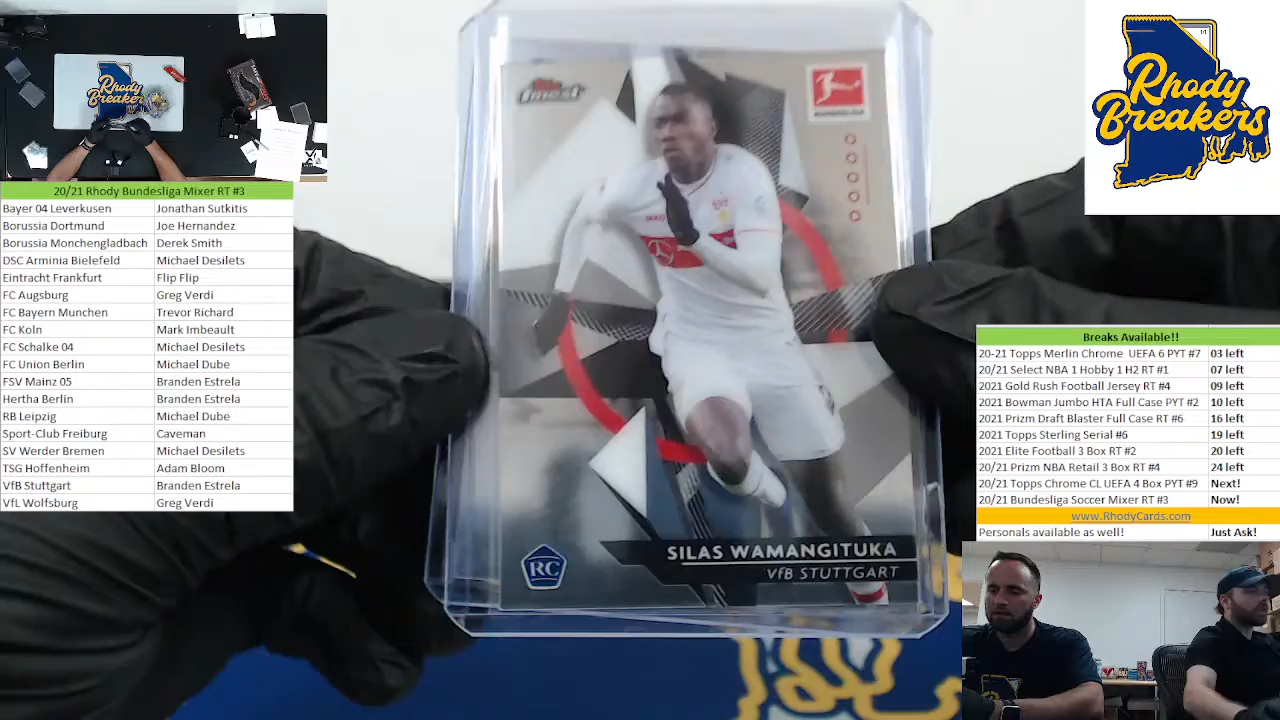 Rhody
Breakers
20/21 Rhody Bundesliga Mixer RT #3
Bayer 04 Leverkusen Jonathan Sutkitis
Borussia Dortmund Joe Hernandez
Borussia Monchengladbach Derek Smith
DSC Arminia Bielefeld Michael Desilets
Eintracht Frankfurt Flip Flip
FC Augsburg Greg Verdi
FC Bayern Munchen Trevor Richard
FC Koln Mark Imbeault
FC Schalke 04 Michael Desilets
FC Union Berlin Michael Dube
FSV Mainz 05 Branden Estrela
Hertha Berlin Branden Estrela
RB Leipzig Michael Dube
Sport-Club Freiburg Caveman
SV Werder Bremen Michael Desilets
TSG Hoffenheim Adam Bloom
VfB Stuttgart Branden Estrela
VfL Wolfsburg Greg Verdi
Finest
BUNDESLIGA
JAKO
RC
SILAS WAMANGITUKA
VfB STUTTGART
Rhody
Breakers
Breaks Available!!
20-21 Topps Merlin Chrome UEFA 6 PYT #7 03 left
20/21 Select NBA 1 Hobby 1 H2 RT #1 07 left
2021 Gold Rush Football Jersey RT #4 09 left
2021 Bowman Jumbo HTA Full Case PYT #2 10 left
2021 Prizm Draft Blaster Full Case RT #6 16 left
2021 Topps Sterling Serial #6 19 left
2021 Elite Football 3 Box RT #2 20 left
20/21 Prizm NBA Retail 3 Box RT #4 24 left
20/21 Topps Chrome CL UEFA 4 Box PYT #9 Next!
20/21 Bundesliga Soccer Mixer RT #3 Now!
www.RhodyCards.com
Personals available as well! Just Ask!